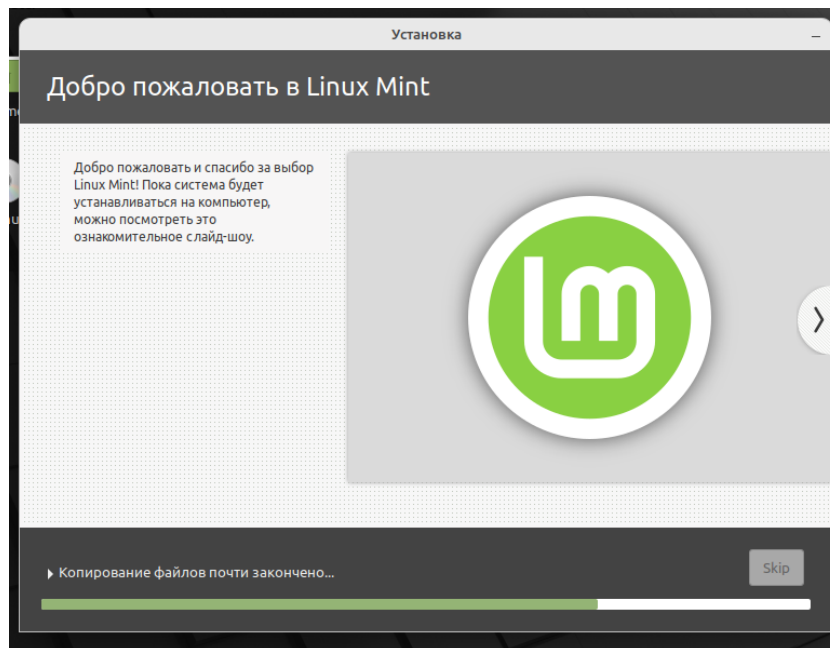 Установка
Добро пожаловать в Linux Mint
Добро пожаловать и спасибо за выбор
Linux Mint! Пока система будет
устанавливаться на компьютер,
можно посмотреть это
ознакомительное слайд-шоу.
Копирование файлов почти закончено...
Skip